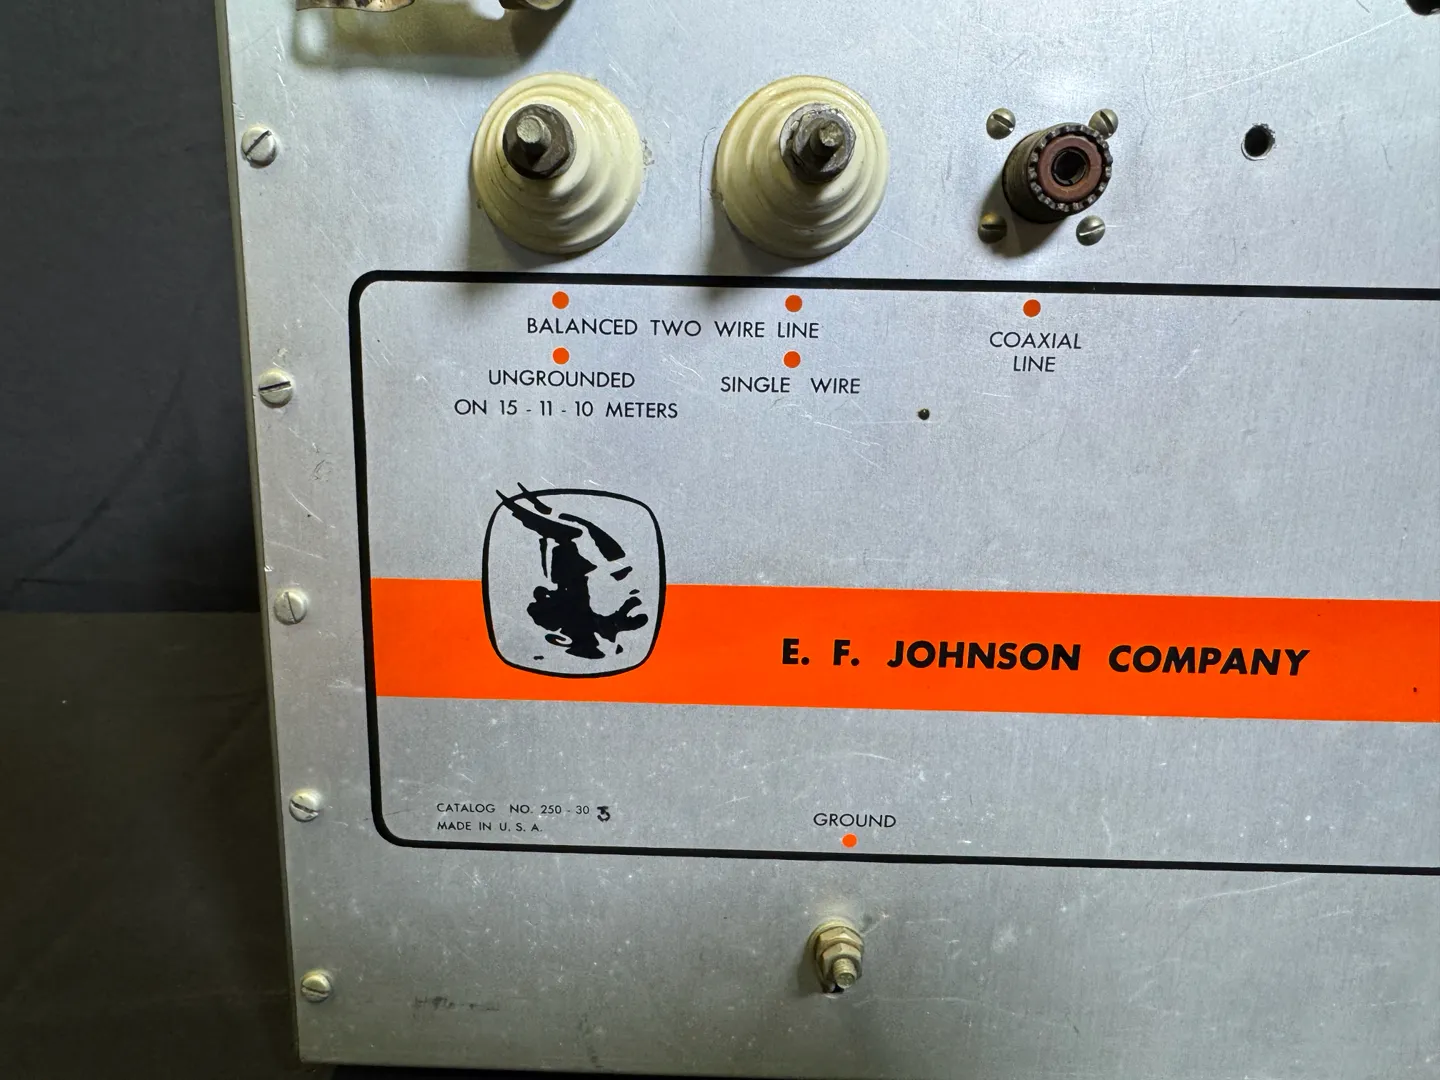 BALANCED TWO WIRE LINE
UNGROUNDED
ON 15 - 11 - 10 METERS
SINGLE WIRE
COAXIAL
LINE
E. F. JOHNSON COMPANY
CATALOG NO. 250 - 30 3
MADE IN U. S. A.
GROUND